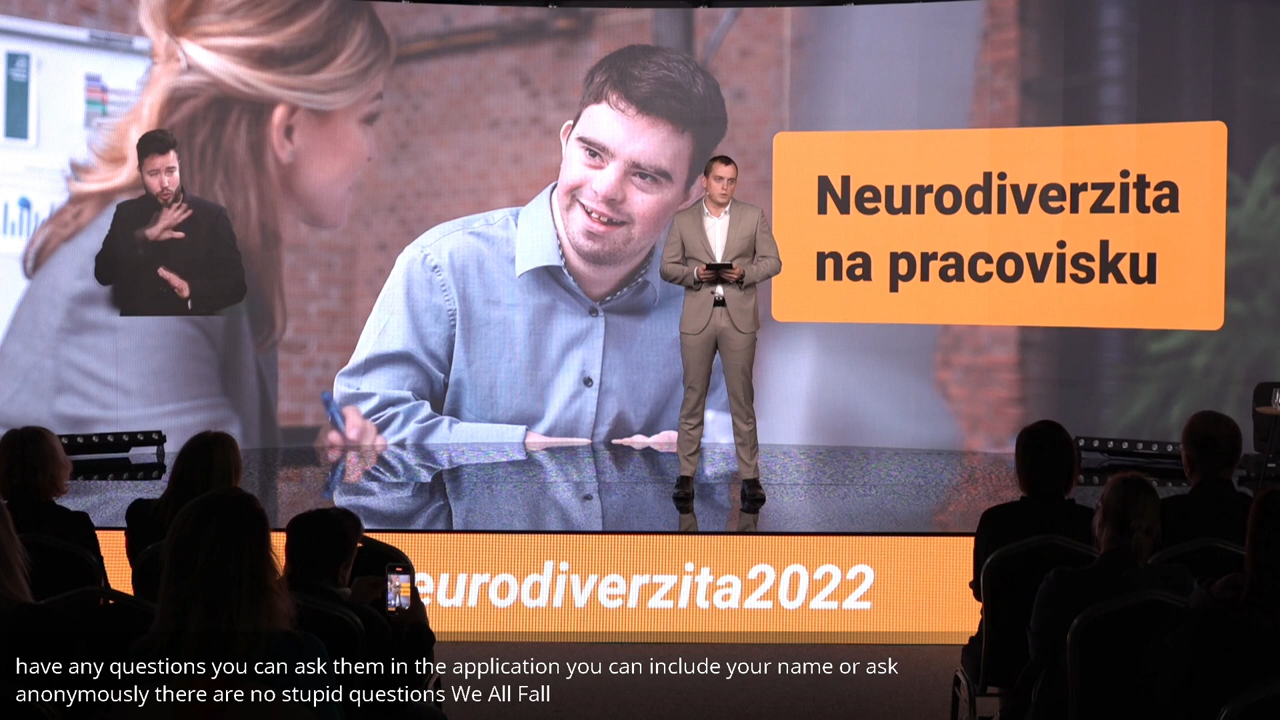 Neurodiverzita
na pracovisku
eurodiverzita2022
have any questions you can ask them in the application you can include your name or ask
anonymously there are no stupid questions We All Fall